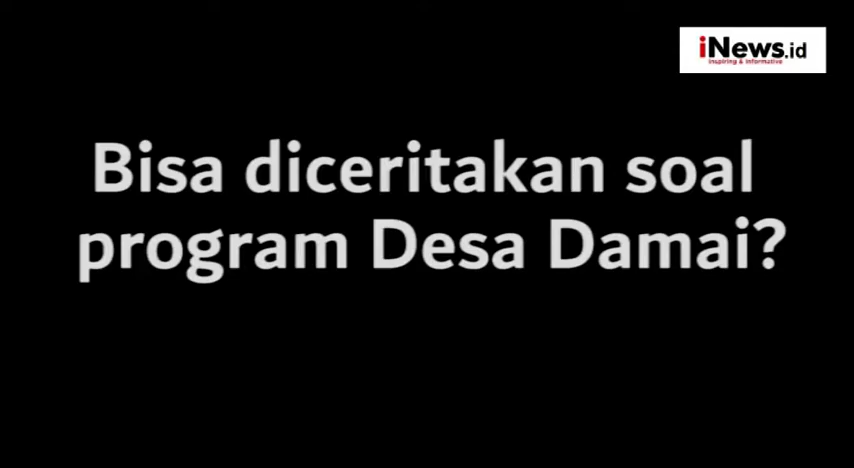 iNews.id
Inspiring & Informative
Bisa diceritakan soal
program Desa Damai?